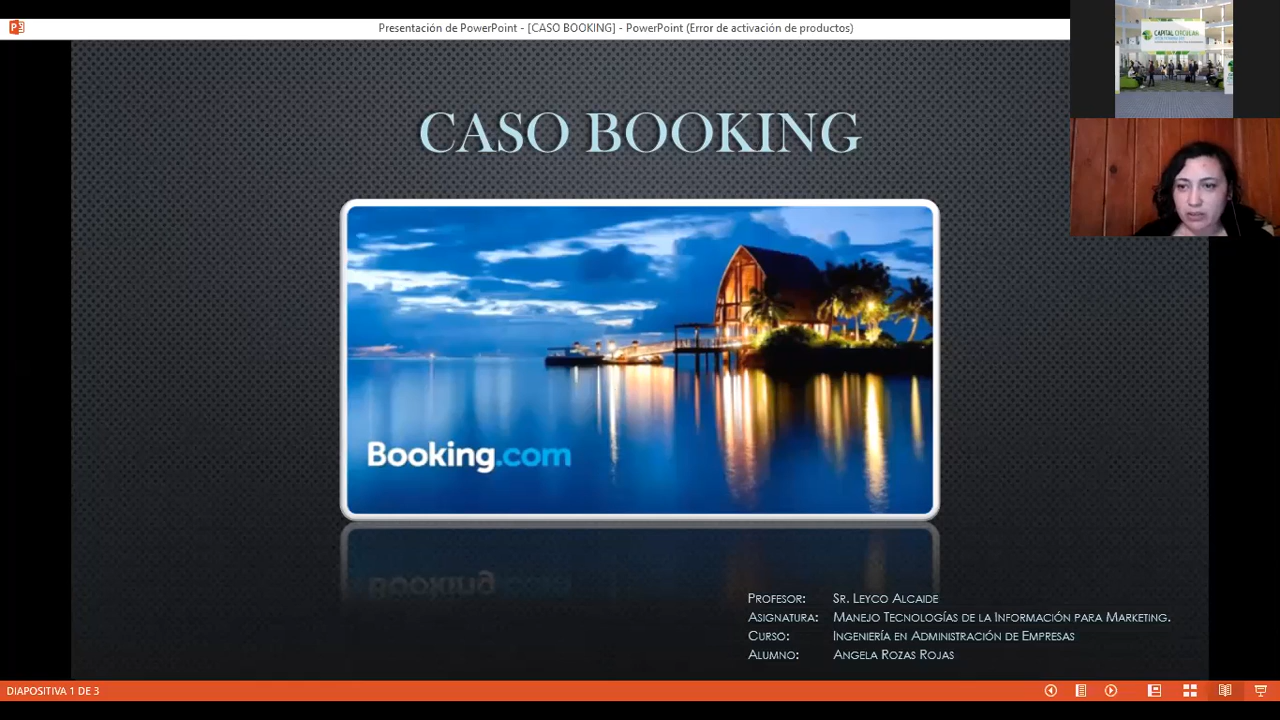 Presentación de PowerPoint - [CASO BOOKING] - PowerPoint (Error de activación de productos)
CAPITAL CIRCULAR
CASO BOOKING
Booking.com
PROFESOR: SR. LEYCO ALCAIDE
ASIGNATURA: MANEJO TECNOLOGÍAS DE LA INFORMACIÓN PARA MARKETING.
CURSO: INGENIERÍA EN ADMINISTRACIÓN DE EMPRESAS
ALUMNO: ANGELA ROZAS ROJAS
DIAPOSITIVA 1 DE 3